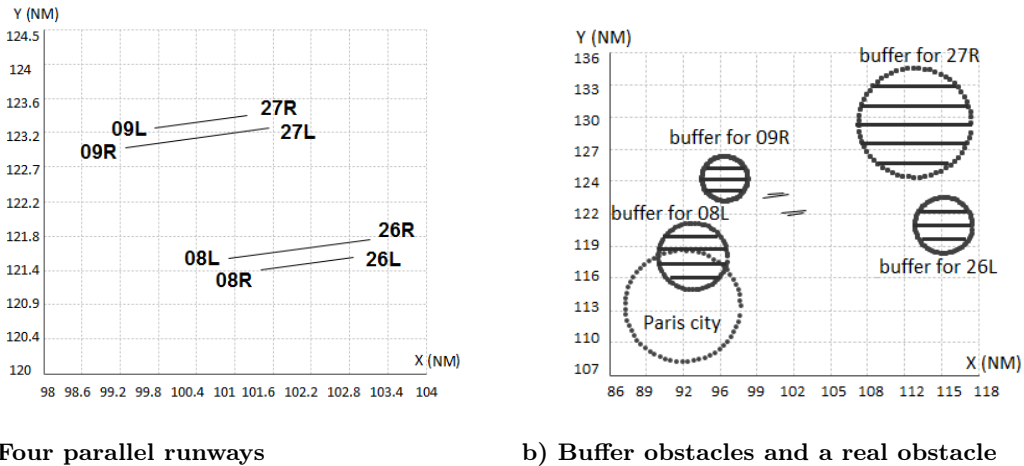 Y (NM)
124.5
124
123.6
123.2
122.7
122.2
121.8
121.4
120.9
120.4
120
27R
09L
27L
09R
26R
08L
26L
08R
X (NM)
98 98.6 99.2 99.8 100.4 101 101.6 102.2 102.8 103.4 104
Four parallel runways
Y (NM)
136
133
130
127
124
122
119
116
113
110
107
buffer for 27R
buffer for 09R
buffer for 08L
buffer for 26L
Paris city
X (NM)
86 89 92 96 99 102 105 108 112 115 118
b) Buffer obstacles and a real obstacle